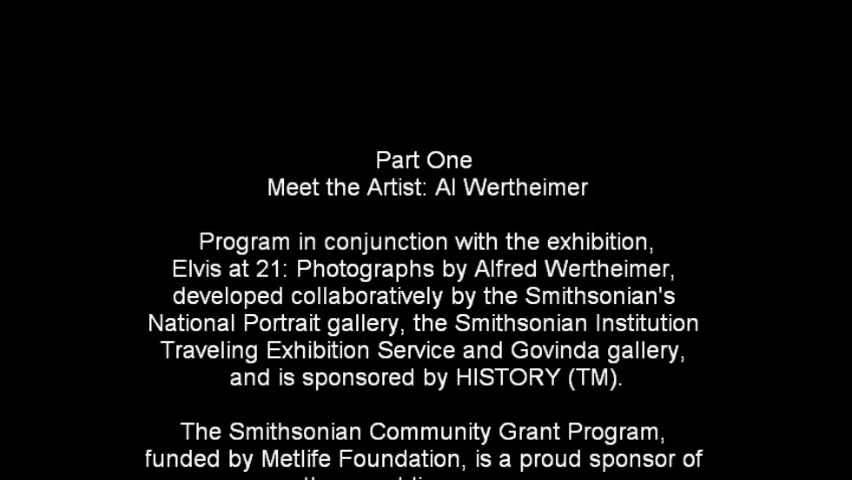 Part One
Meet the Artist: Al Wertheimer
Program in conjunction with the exhibition,
Elvis at 21: Photographs by Alfred Wertheimer,
developed collaboratively by the Smithsonian's
National Portrait gallery, the Smithsonian Institution
Traveling Exhibition Service and Govinda gallery,
and is sponsored by HISTORY (TM).
The Smithsonian Community Grant Program,
funded by Metlife Foundation, is a proud sponsor of